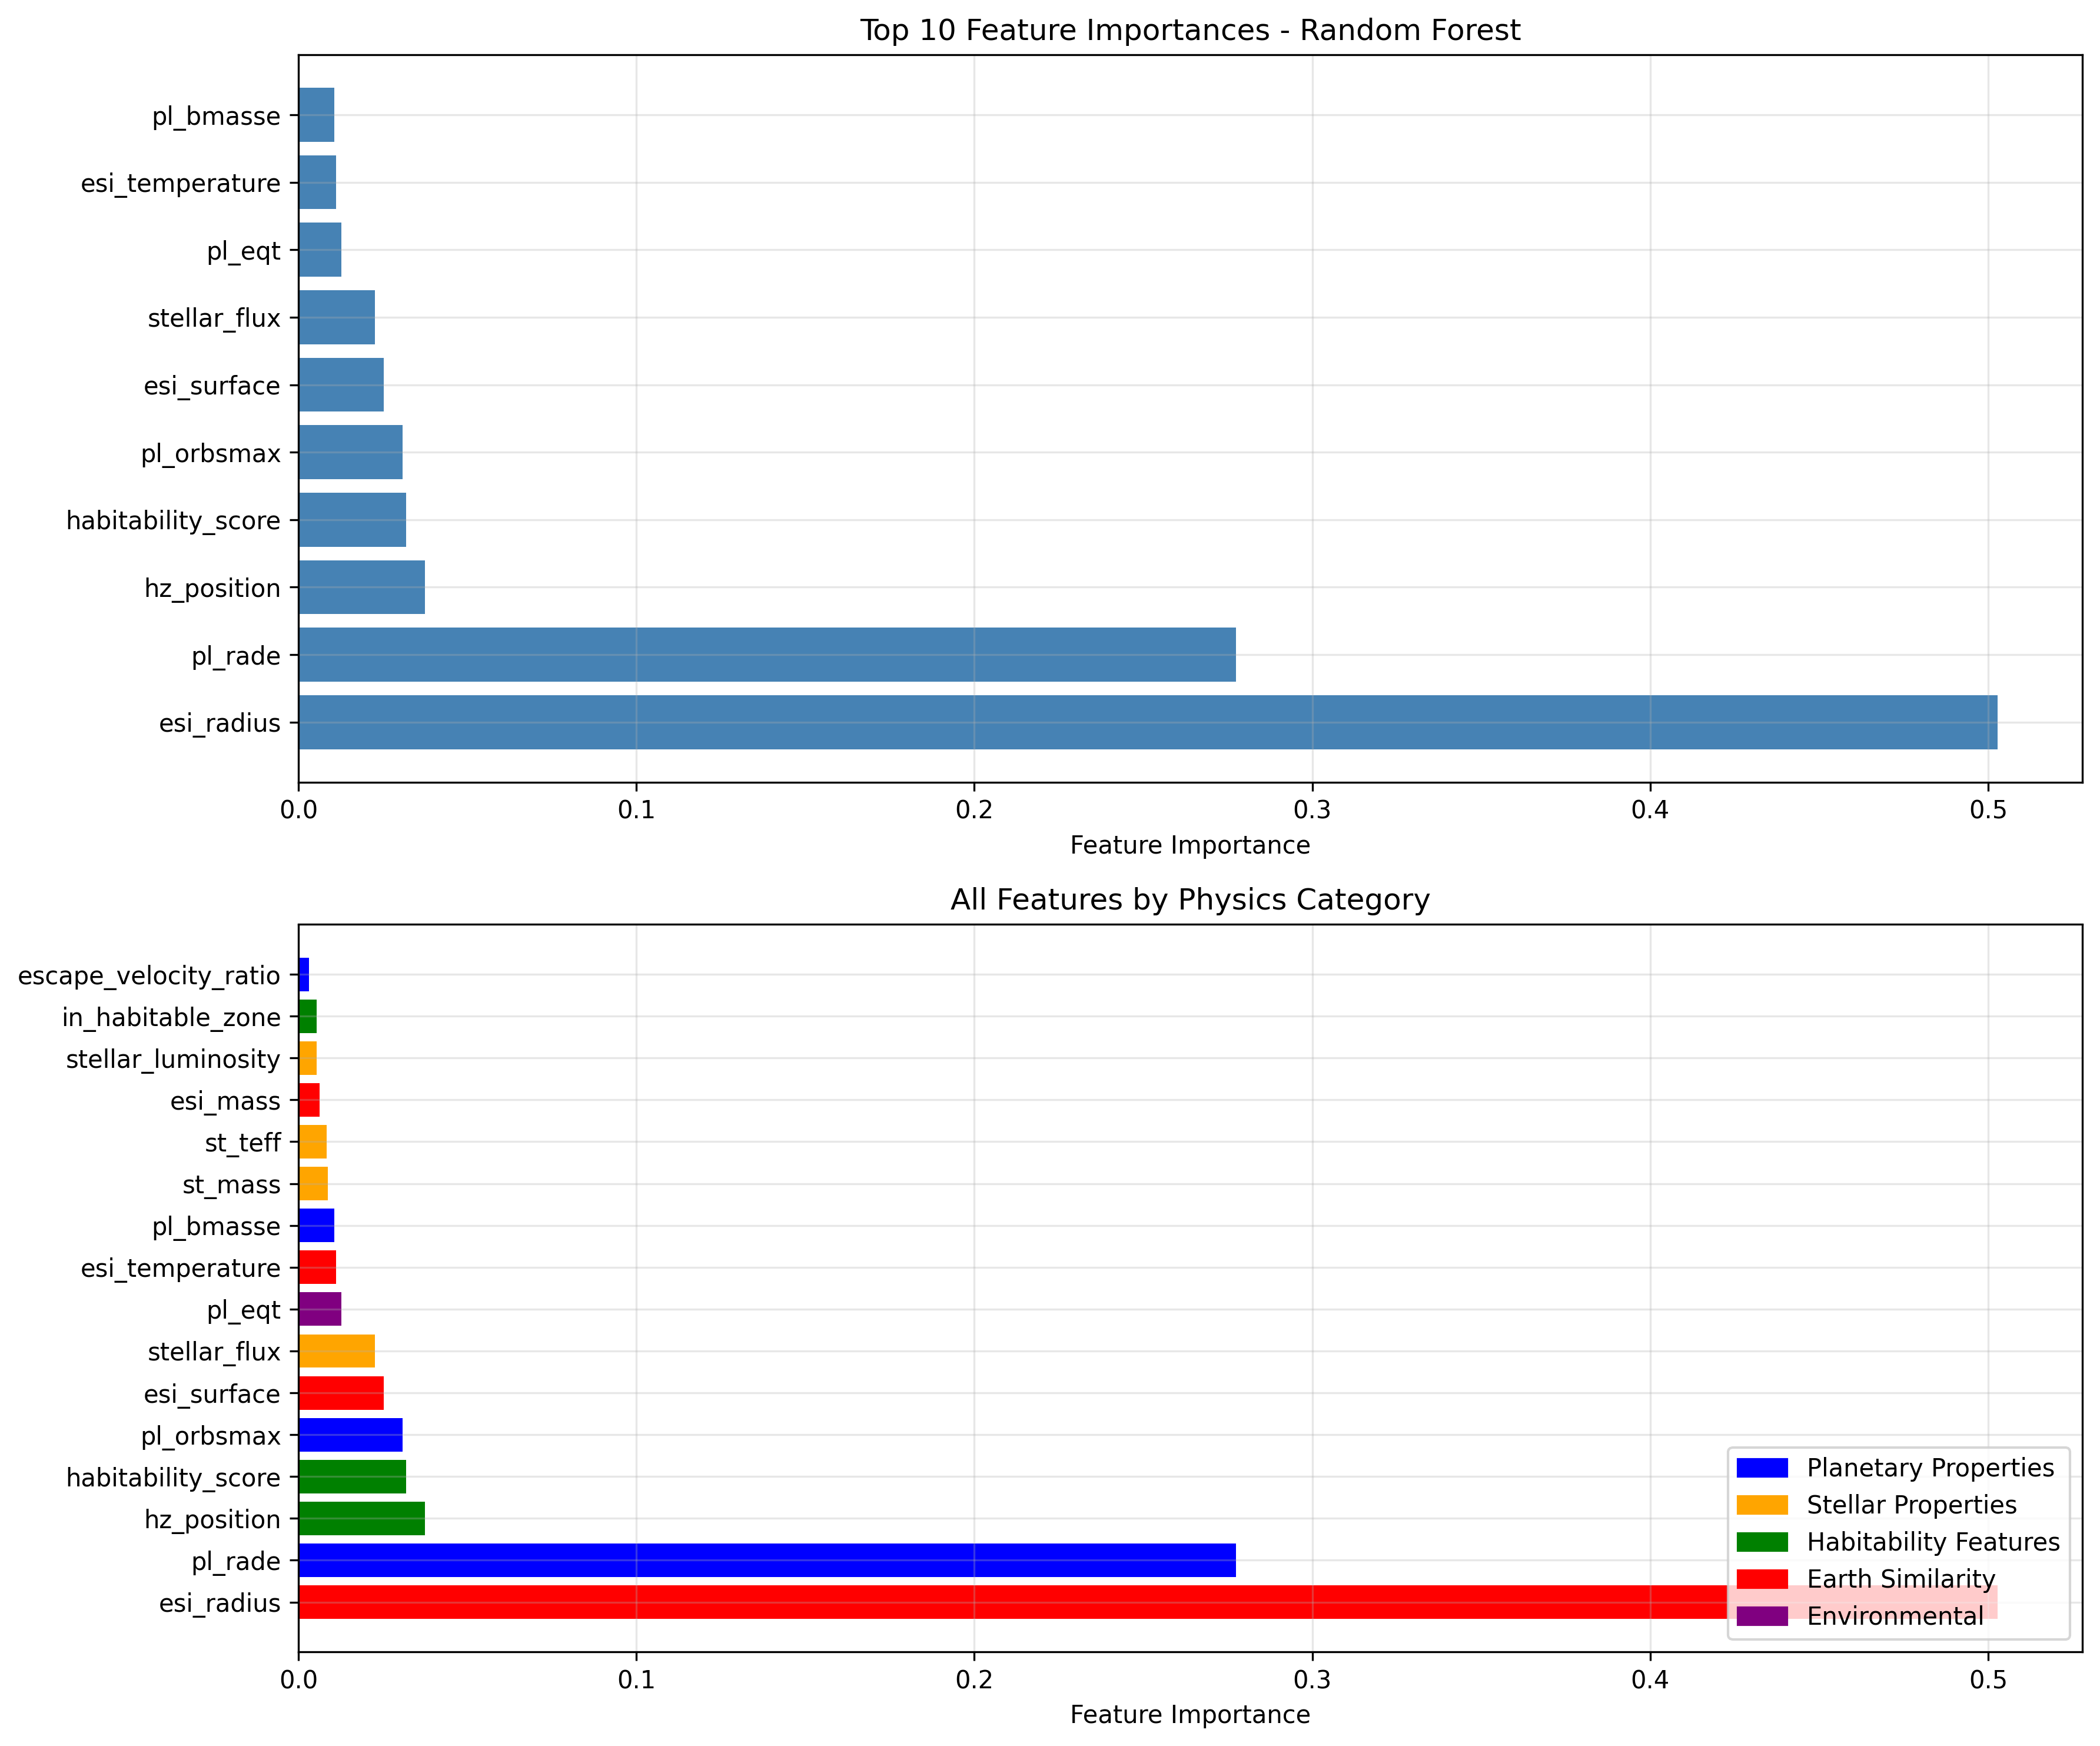 Top 10 Feature Importances - Random Forest
pl_bmasse
esi_temperature
pl_eqt
stellar_flux
esi_surface
pl_orbsmax
habitability_score
hz_position
pl_rade
esi_radius
0.0 0.1 0.2 0.3 0.4 0.5
Feature Importance
All Features by Physics Category
escape_velocity_ratio
in_habitable_zone
stellar_luminosity
esi_mass
st_teff
st_mass
pl_bmasse
esi_temperature
pl_eqt
stellar_flux
esi_surface
pl_orbsmax
habitability_score
hz_position
pl_rade
esi_radius
Planetary Properties
Stellar Properties
Habitability Features
Earth Similarity
Environmental
0.0 0.1 0.2 0.3 0.4 0.5
Feature Importance